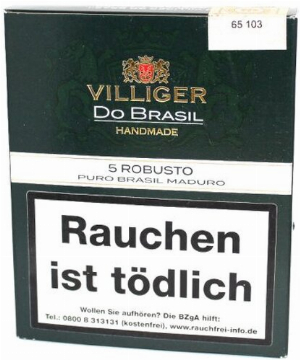 65 103
VILLIGER
DO BRASIL
HANDMADE
5 ROBUSTO
PURO BRASIL MADURO
Rauchen
ist tödlich
Wollen Sie aufhören? Die BZgA hilft:
Tel.: 0800 8 313131 (kostenfrei), www.rauchfrei-info.de